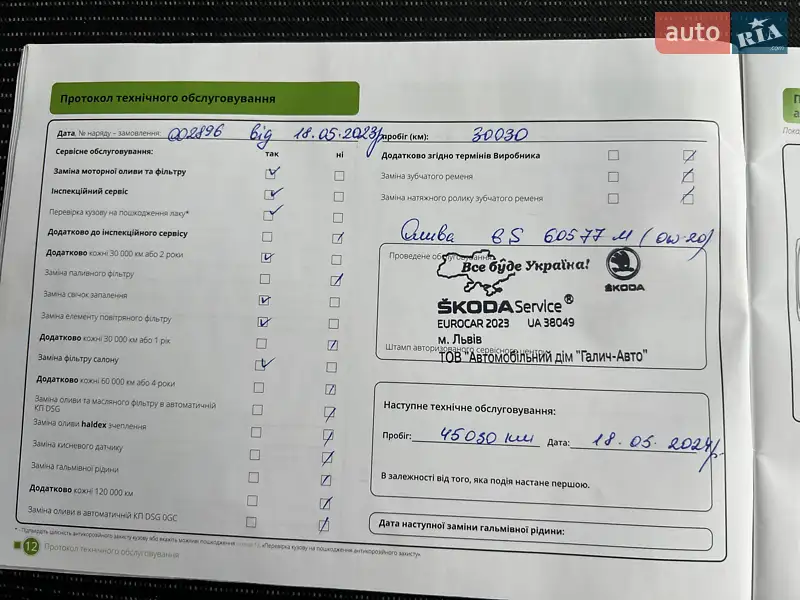 auto RIA .com
Протокол технічного обслуговування
Дата, № наряду – замовлення: 002896 від 18.05.2023р. пробіг (км): 30030
Сервісне обслуговування: так ні
Заміна моторної оливи та фільтру
Інспекційний сервіс
Перевірка кузову на пошкодження лаку*
Додатково до інспекційного сервісу
Додатково кожні 30 000 км або 2 роки
Заміна паливного фільтру
Заміна свічок запалення
Заміна елементу повітряного фільтру
Додатково кожні 30 000 км або 1 рік
Заміна фільтру салону
Додатково кожні 60 000 км або 4 роки
Заміна оливи та масляного фільтру в автоматичній
КП DSG
Заміна оливи haldex зчеплення
Заміна кисневого датчику
Заміна гальмівної рідини
Додатково кожні 120 000 км
Заміна оливи в автоматичній КП DSG 0GC
Додатково згідно термінів Виробника
Заміна зубчатого ременя
Заміна натяжного ролику зубчатого ременя
Олива 6S 60577 M (0W-20)
Проведене обслуговування
Все буде Україна!
ŠKODA
ŠKODA Service®
EUROCAR 2023 UA 38049
м. Львів
Штамп авторизованого сервісного центру
ТОВ "Автомобільний дім "Галич-Авто"
Наступне технічне обслуговування:
Пробіг: 45030 км Дата: 18.05.2024р.
В залежності від того, яка подія настане першою.
Дата наступної заміни гальмівної рідини:
12 Протокол технічного обслуговування